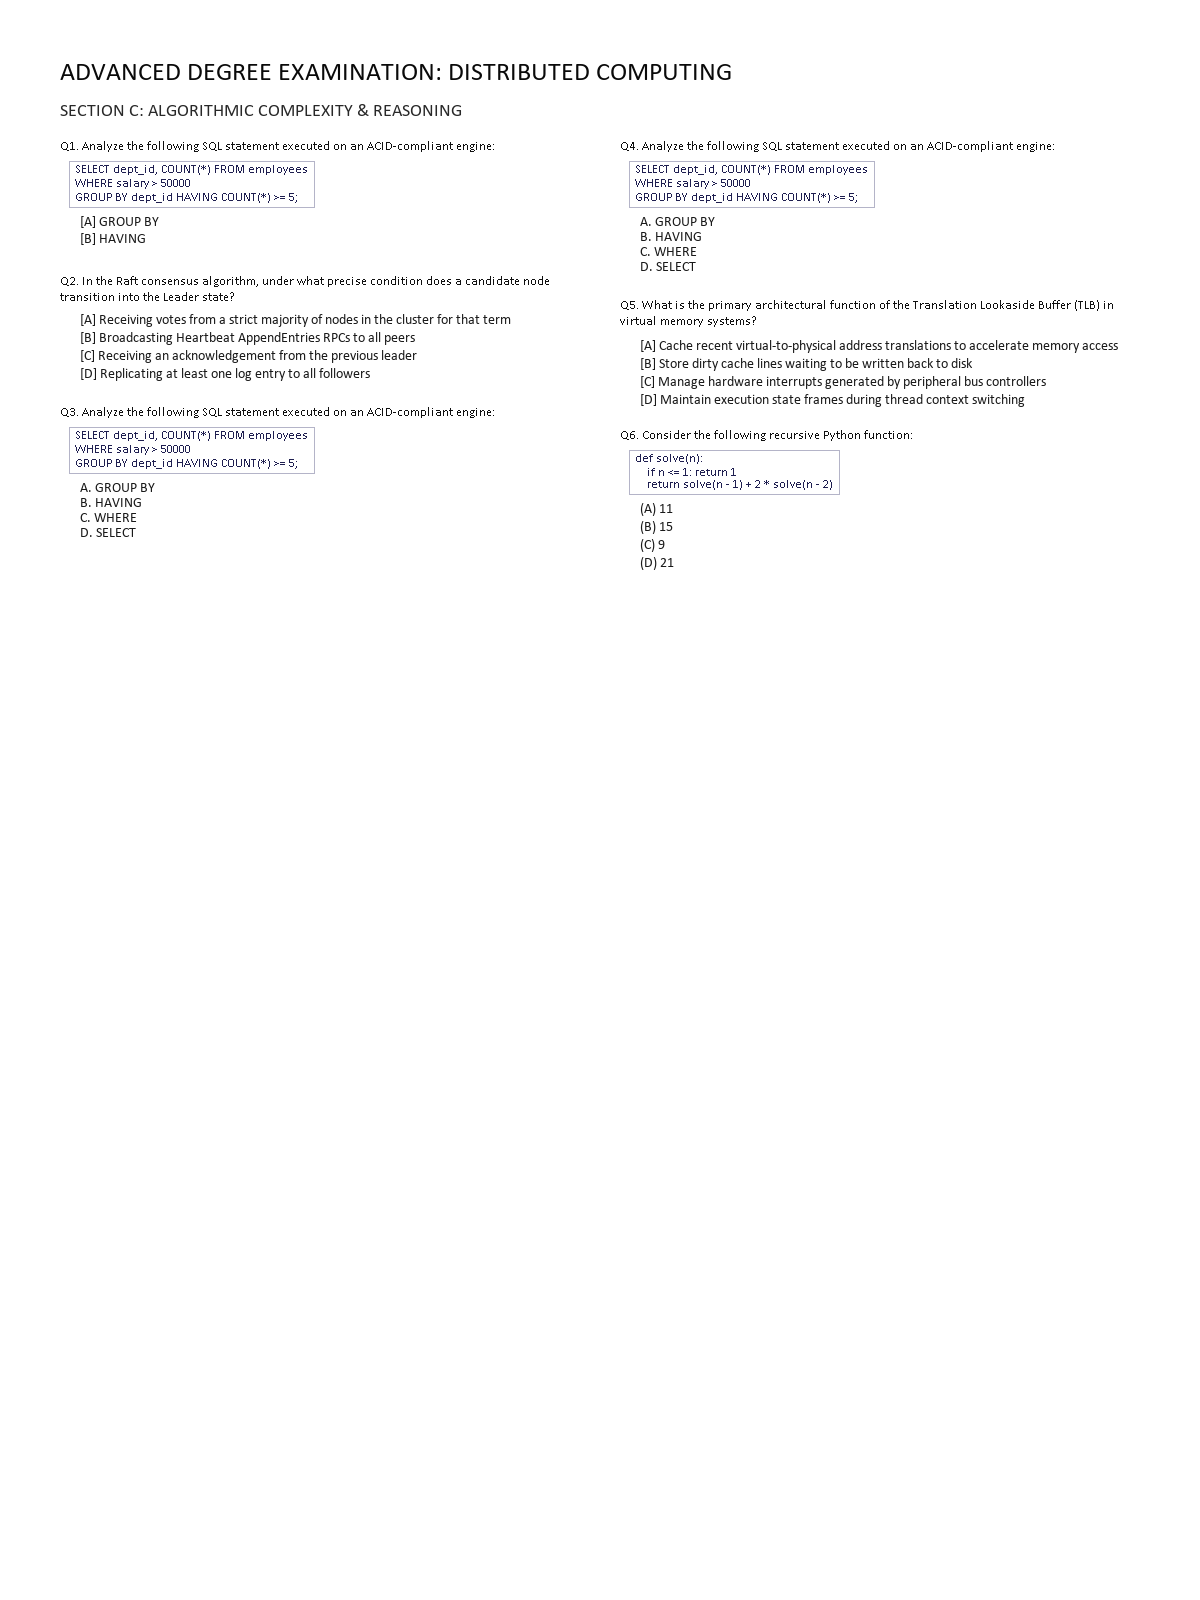 ADVANCED DEGREE EXAMINATION: DISTRIBUTED COMPUTING
SECTION C: ALGORITHMIC COMPLEXITY & REASONING
Q1. Analyze the following SQL statement executed on an ACID-compliant engine:
SELECT dept_id, COUNT(*) FROM employees
WHERE salary > 50000
GROUP BY dept_id HAVING COUNT(*) >= 5;
[A] GROUP BY
[B] HAVING
Q2. In the Raft consensus algorithm, under what precise condition does a candidate node
transition into the Leader state?
[A] Receiving votes from a strict majority of nodes in the cluster for that term
[B] Broadcasting Heartbeat AppendEntries RPCs to all peers
[C] Receiving an acknowledgement from the previous leader
[D] Replicating at least one log entry to all followers
Q3. Analyze the following SQL statement executed on an ACID-compliant engine:
SELECT dept_id, COUNT(*) FROM employees
WHERE salary > 50000
GROUP BY dept_id HAVING COUNT(*) >= 5;
A. GROUP BY
B. HAVING
C. WHERE
D. SELECT
Q4. Analyze the following SQL statement executed on an ACID-compliant engine:
SELECT dept_id, COUNT(*) FROM employees
WHERE salary > 50000
GROUP BY dept_id HAVING COUNT(*) >= 5;
A. GROUP BY
B. HAVING
C. WHERE
D. SELECT
Q5. What is the primary architectural function of the Translation Lookaside Buffer (TLB) in
virtual memory systems?
[A] Cache recent virtual-to-physical address translations to accelerate memory access
[B] Store dirty cache lines waiting to be written back to disk
[C] Manage hardware interrupts generated by peripheral bus controllers
[D] Maintain execution state frames during thread context switching
Q6. Consider the following recursive Python function:
def solve(n):
if n <= 1: return 1
return solve(n - 1) + 2 * solve(n - 2)
(A) 11
(B) 15
(C) 9
(D) 21